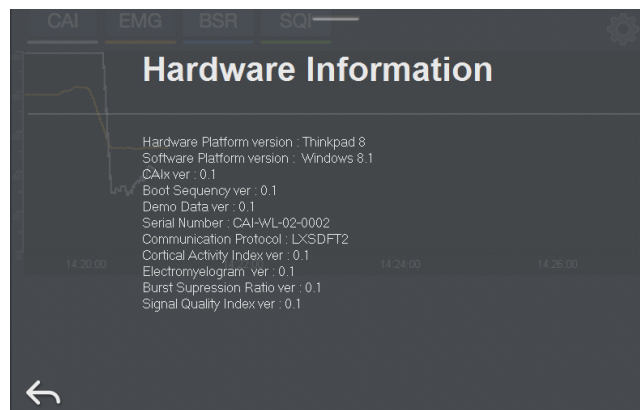 CAI EMG BSR SQI
Hardware Information
Hardware Platform version : Thinkpad 8
Software Platform version : Windows 8.1
CAIx ver : 0.1
Boot Sequency ver : 0.1
Demo Data ver : 0.1
Serial Number : CAI-WL-02-0002
Communication Protocol : LXSDFT2
Cortical Activity Index ver : 0.1
14:20:00 14:24:00 14:26:00
Electromyelogram ver : 0.1
Burst Supression Ratio ver : 0.1
Signal Quality Index ver : 0.1